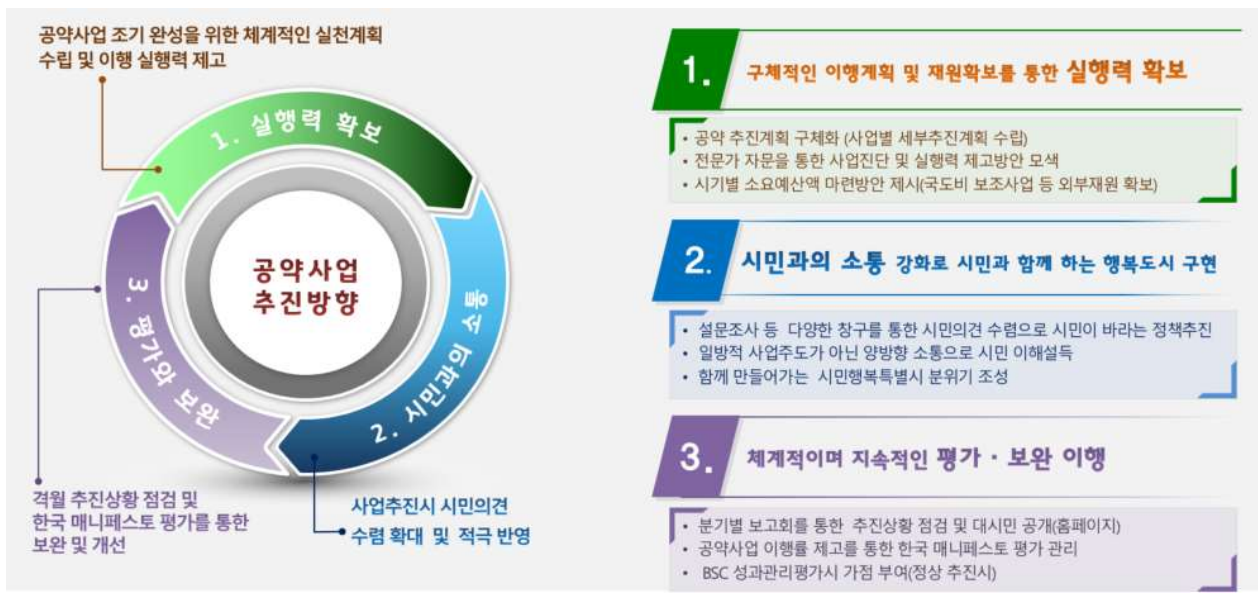 공약사업 조기 완성을 위한 체계적인 실천계획
수립 및 이행 실행력 제고
1. 실행력 확보
2. 시민과의 소통
3. 평가와 보완
공약사업
추진방향
격월 추진상황 점검 및
한국 매니페스토 평가를 통한
보완 및 개선
사업추진시 시민의견
수렴 확대 및 적극 반영
1. 구체적인 이행계획 및 재원확보를 통한 실행력 확보
• 공약 추진계획 구체화 (사업별 세부추진계획 수립)
• 전문가 자문을 통한 사업진단 및 실행력 제고방안 모색
• 시기별 소요예산액 마련방안 제시(국도비 보조사업 등 외부재원 확보)
2. 시민과의 소통 강화로 시민과 함께 하는 행복도시 구현
• 설문조사 등 다양한 창구를 통한 시민의견 수렴으로 시민이 바라는 정책추진
• 일방적 사업주도가 아닌 양방향 소통으로 시민 이해설득
• 함께 만들어가는 시민행복특별시 분위기 조성
3. 체계적이며 지속적인 평가 · 보완 이행
• 분기별 보고회를 통한 추진상황 점검 및 대시민 공개(홈페이지)
• 공약사업 이행률 제고를 통한 한국 매니페스토 평가 관리
• BSC 성과관리평가시 가점 부여(정상 추진시)